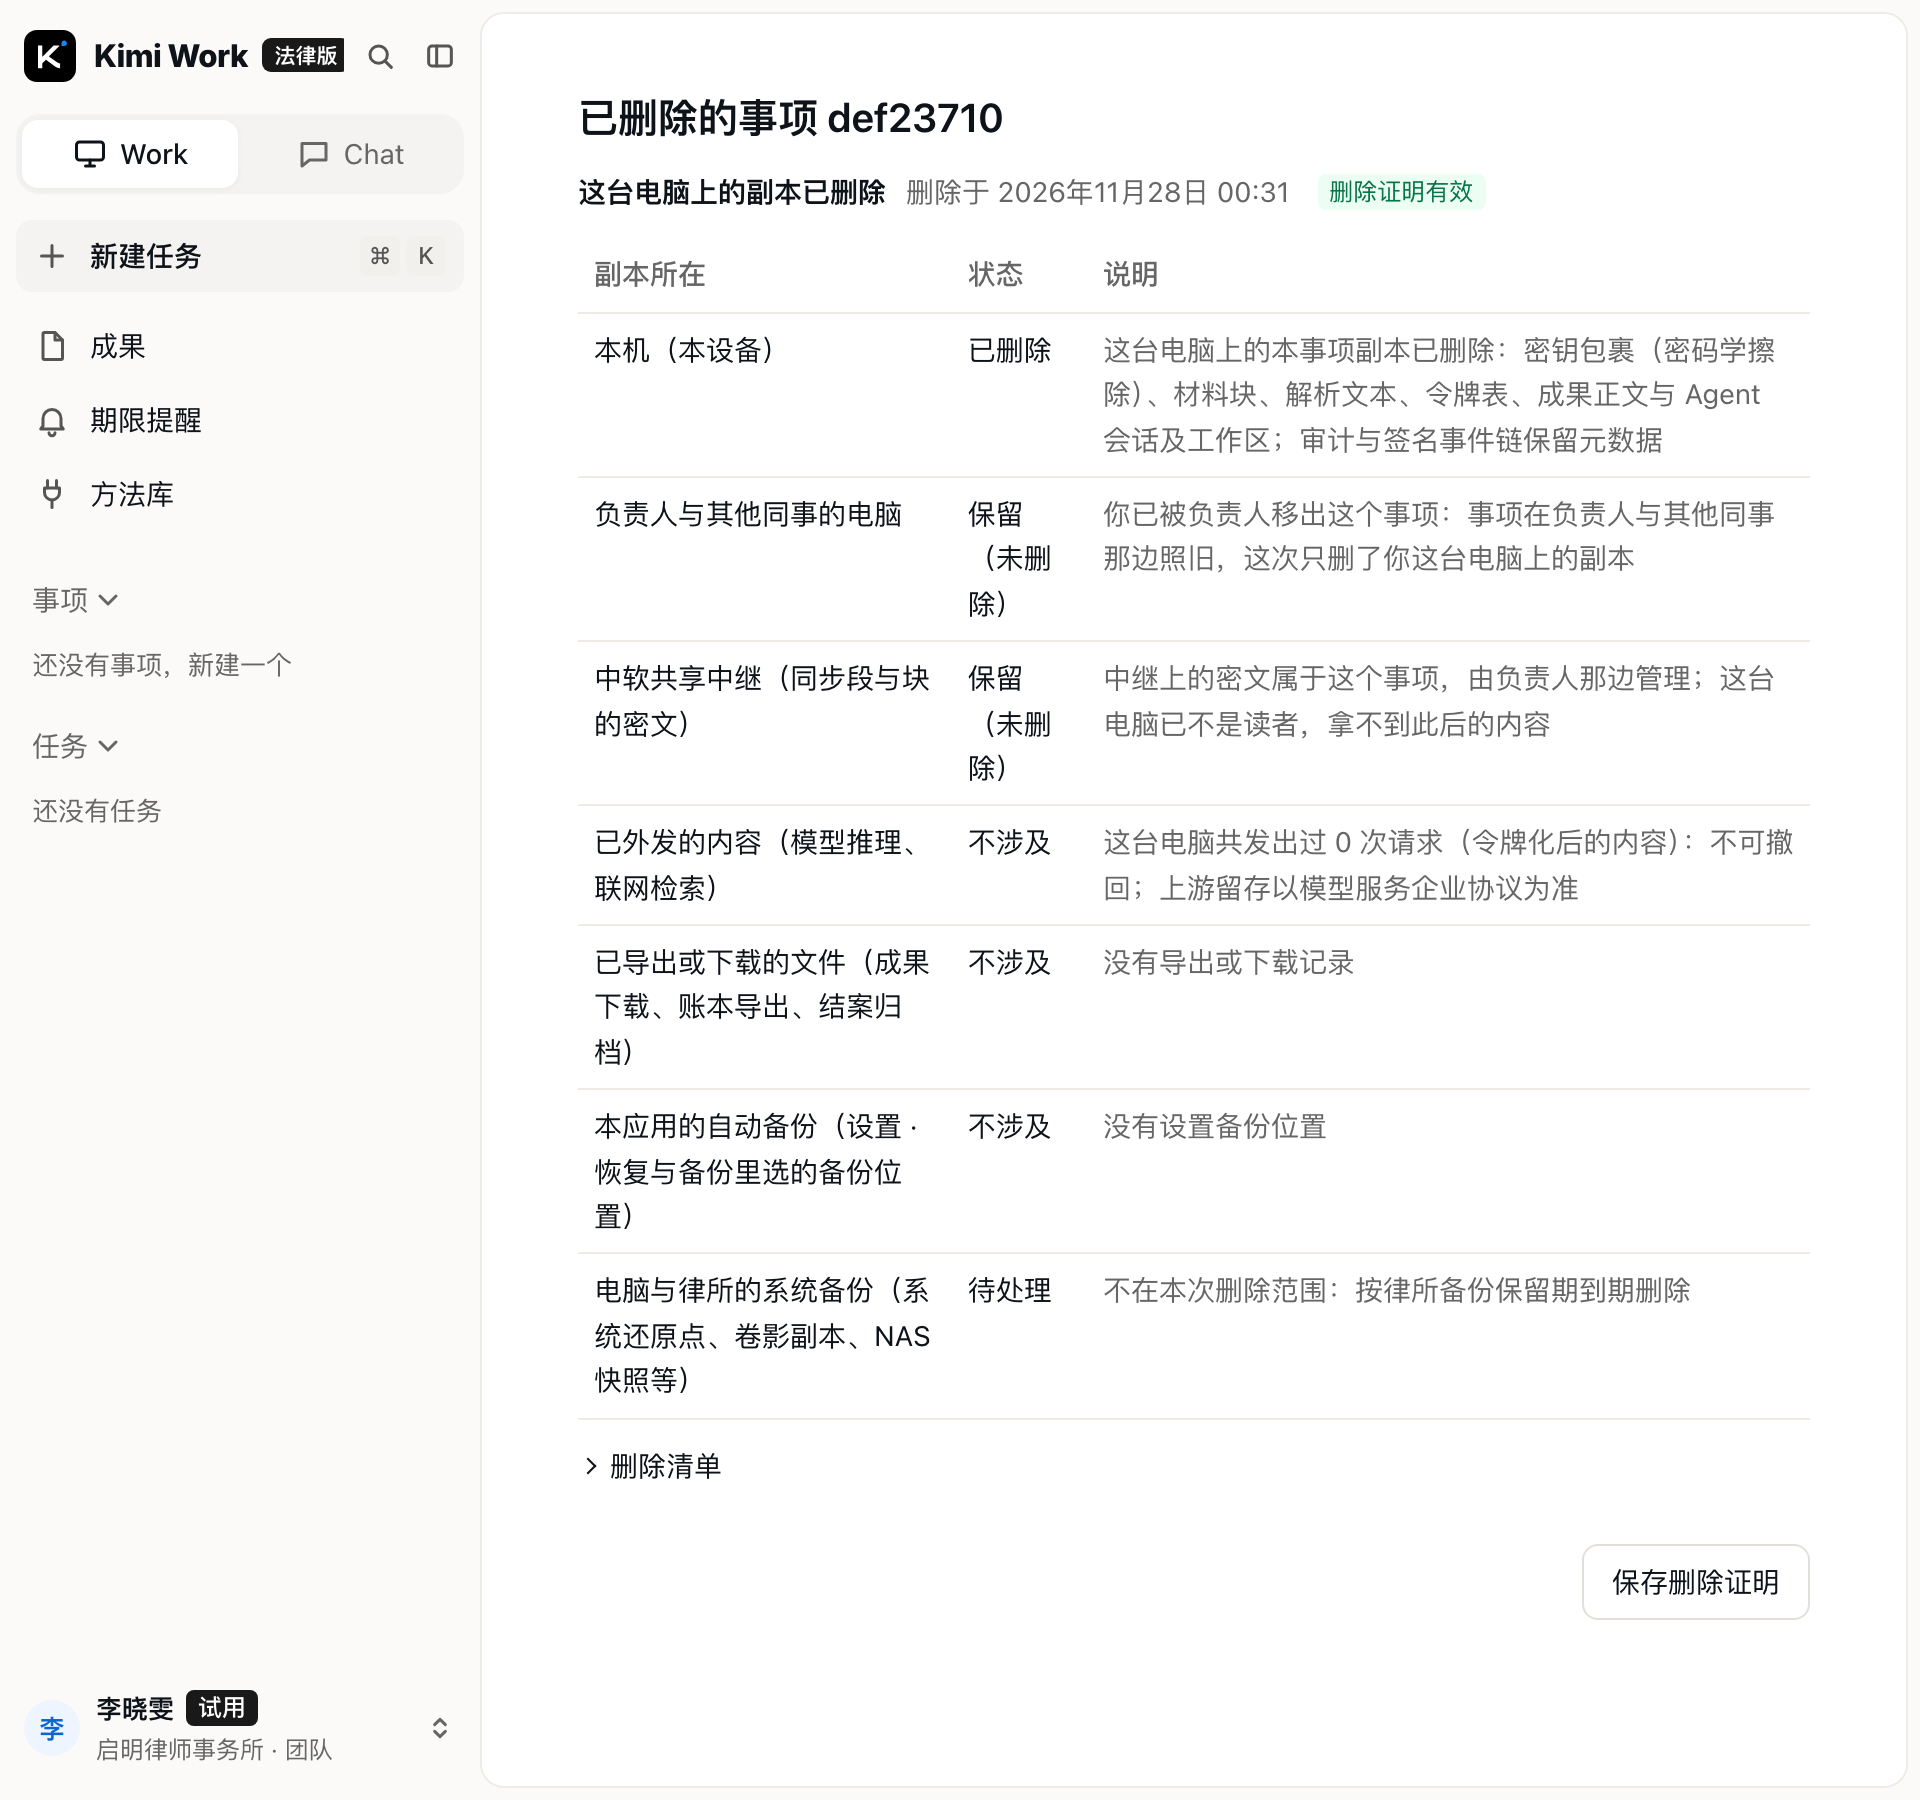 Kimi Work 法律版
Work
Chat
新建任务 ⌘ K
成果
期限提醒
方法库
事项
还没有事项，新建一个
任务
还没有任务
李
李晓雯 试用
启明律师事务所 · 团队
已删除的事项 def23710
这台电脑上的副本已删除 删除于 2026年11月28日 00:31 删除证明有效
副本所在 状态 说明
本机（本设备） 已删除 这台电脑上的本事项副本已删除：密钥包裹（密码学擦
除）、材料块、解析文本、令牌表、成果正文与 Agent
会话及工作区；审计与签名事件链保留元数据
负责人与其他同事的电脑 保留 你已被负责人移出这个事项：事项在负责人与其他同事
（未删 那边照旧，这次只删了你这台电脑上的副本
除）
中软共享中继（同步段与块 保留 中继上的密文属于这个事项，由负责人那边管理；这台
的密文） （未删 电脑已不是读者，拿不到此后的内容
除）
已外发的内容（模型推理、 不涉及 这台电脑共发出过 0 次请求（令牌化后的内容）：不可撤
联网检索） 回；上游留存以模型服务企业协议为准
已导出或下载的文件（成果 不涉及 没有导出或下载记录
下载、账本导出、结案归
档）
本应用的自动备份（设置 · 不涉及 没有设置备份位置
恢复与备份里选的备份位
置）
电脑与律所的系统备份（系 待处理 不在本次删除范围：按律所备份保留期到期删除
统还原点、卷影副本、NAS
快照等）
删除清单
保存删除证明